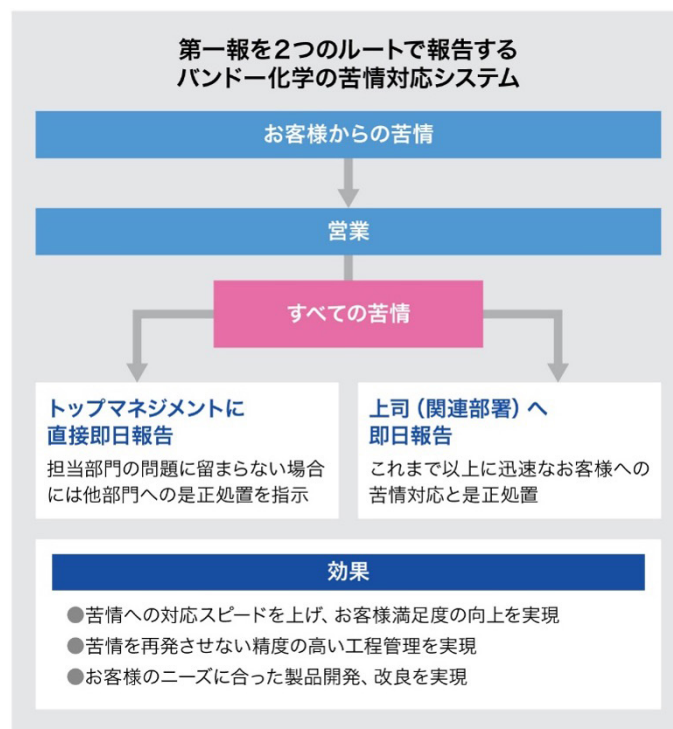 第一報を2つのルートで報告する
バンドー化学の苦情対応システム
お客様からの苦情
営業
すべての苦情
トップマネジメントに
直接即日報告
担当部門の問題に留まらない場合
には他部門への是正処置を指示
上司（関連部署）へ
即日報告
これまで以上に迅速なお客様への
苦情対応と是正処置
効果
●苦情への対応スピードを上げ、お客様満足度の向上を実現
●苦情を再発させない精度の高い工程管理を実現
●お客様のニーズに合った製品開発、改良を実現